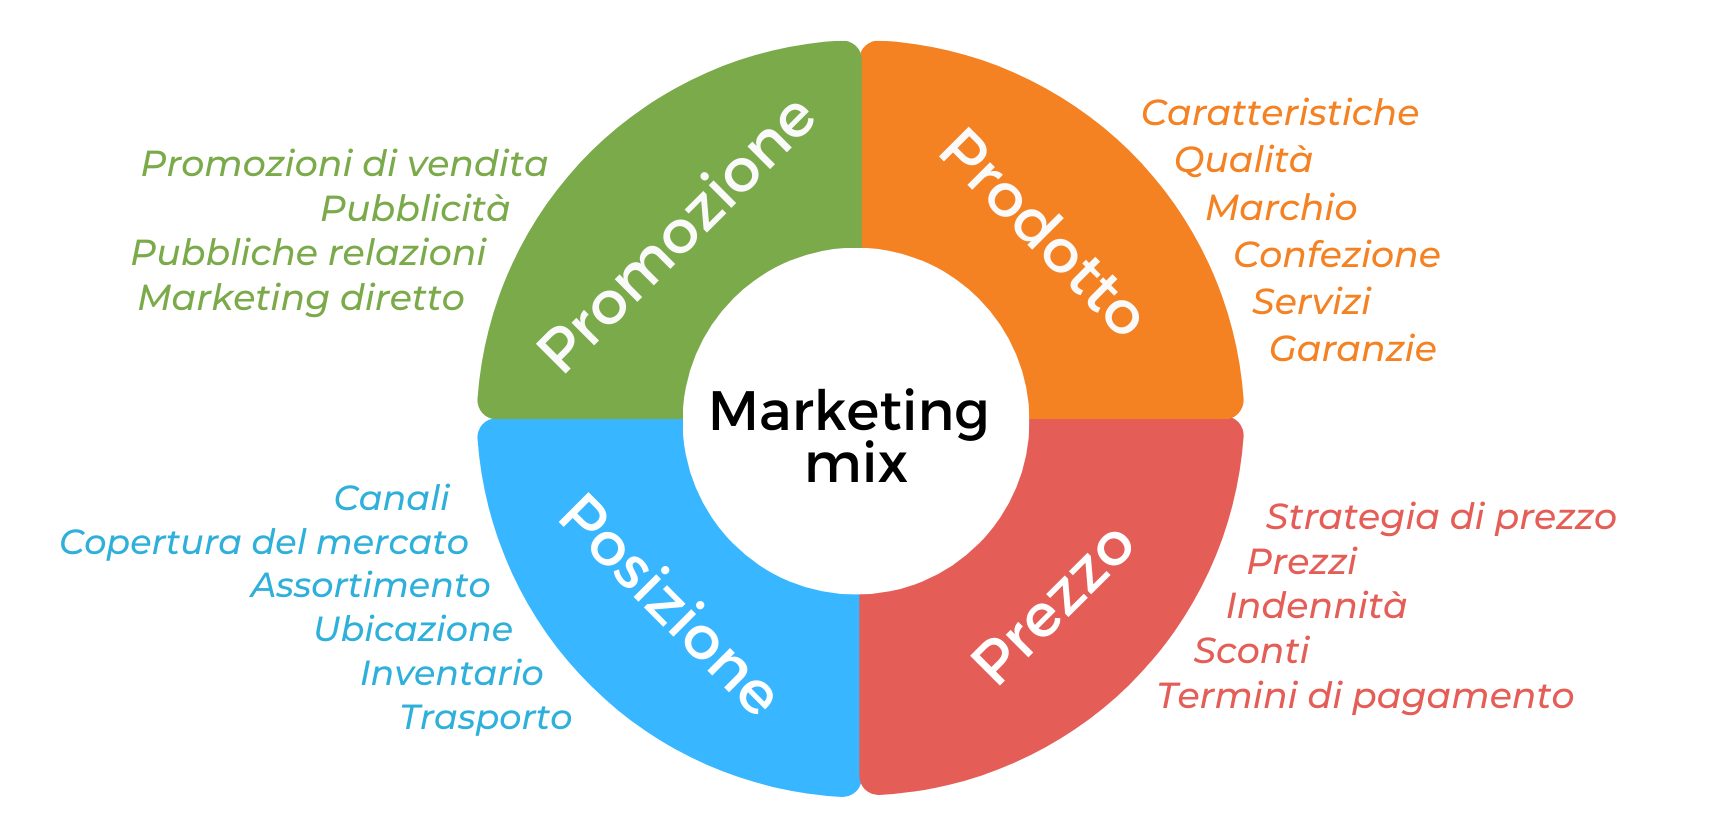 Promozione
Promozioni di vendita
Pubblicità
Pubbliche relazioni
Marketing diretto
Prodotto
Caratteristiche
Qualità
Marchio
Confezione
Servizi
Garanzie
Marketing
mix
Posizione
Canali
Copertura del mercato
Assortimento
Ubicazione
Inventario
Trasporto
Prezzo
Strategia di prezzo
Prezzi
Indennità
Sconti
Termini di pagamento